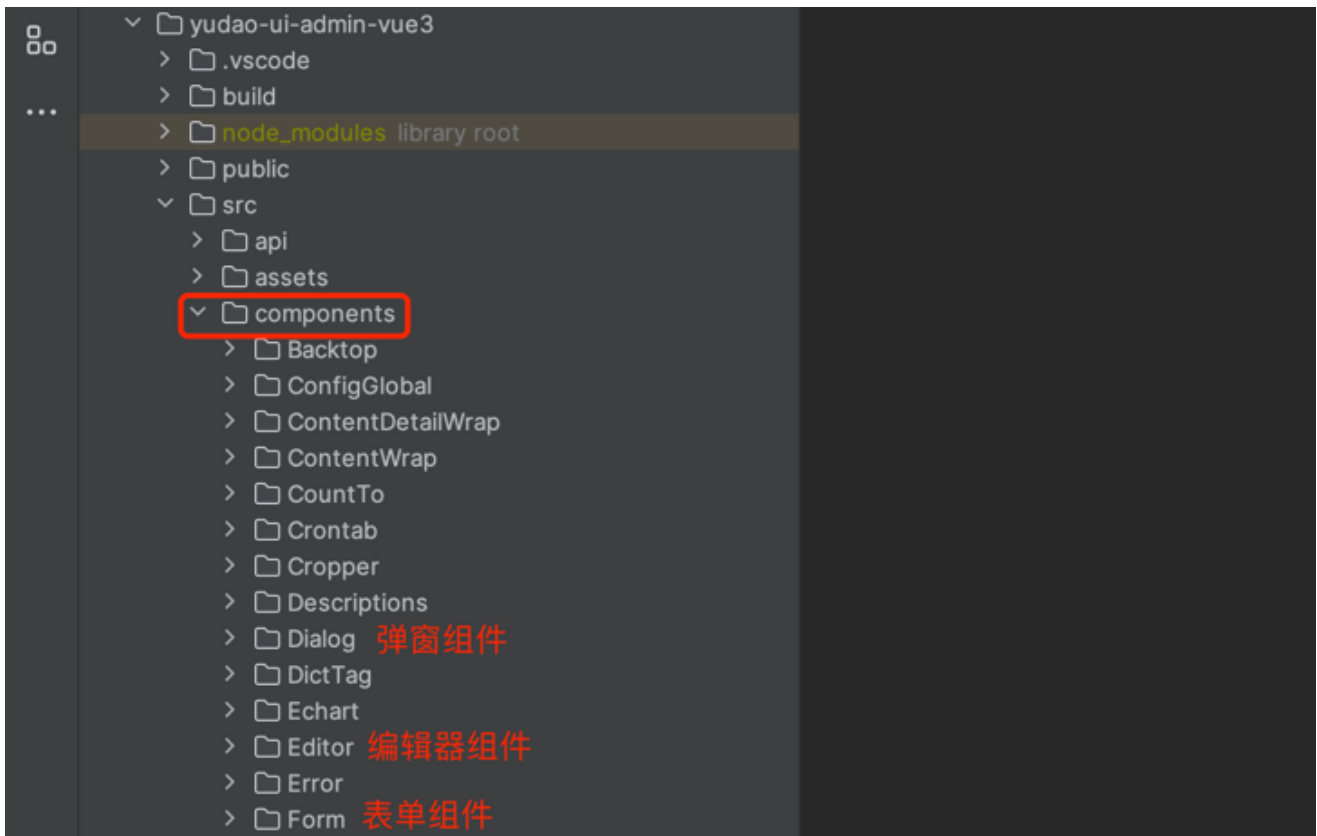 yudao-ui-admin-vue3
.vscode
build
node_modules library root
public
src
api
assets
components
Backtop
ConfigGlobal
ContentDetailWrap
ContentWrap
CountTo
Crontab
Cropper
Descriptions
Dialog 弹窗组件
DictTag
Echart
Editor 编辑器组件
Error
Form 表单组件